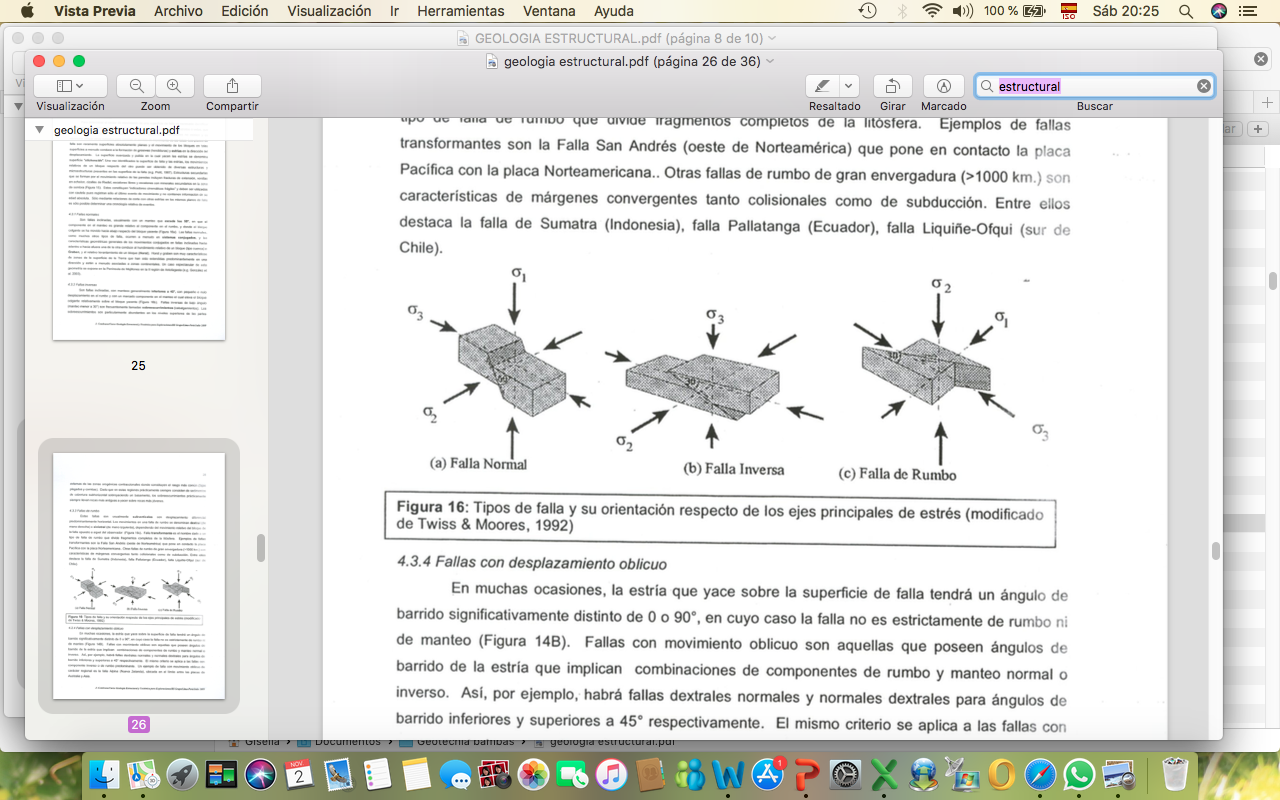 Vista Previa Archivo Edición Visualización Ir Herramientas Ventana Ayuda 100 % ISO Sáb 20:25
GEOLOGIA ESTRUCTURAL.pdf (página 8 de 10)
geologia estructural.pdf (página 26 de 36)
estructural
Visualización Zoom Compartir Resaltado Girar Marcado Buscar
geologia estructural.pdf
25
26
tipo de falla de rumbo que divide fragmentos completos de la litósfera. Ejemplos de fallas
transformantes son la Falla San Andrés (oeste de Norteamérica) que pone en contacto la placa
Pacífica con la placa Norteamericana.. Otras fallas de rumbo de gran envergadura (>1000 km.) son
características de márgenes convergentes tanto colisionales como de subducción. Entre ellos
destaca la falla de Sumatra (Indonesia), falla Pallatanga (Ecuador), falla Liquiñe-Ofqui (sur de
Chile).
σ1
σ3
σ2
(a) Falla Normal
σ3
30
σ2
(b) Falla Inversa
σ2
σ1
30
σ3
(c) Falla de Rumbo
Figura 16: Tipos de falla y su orientación respecto de los ejes principales de estrés (modificado
de Twiss & Moores, 1992)
4.3.4 Fallas con desplazamiento oblicuo
En muchas ocasiones, la estría que yace sobre la superficie de falla tendrá un ángulo de
barrido significativamente distinto de 0 o 90°, en cuyo caso la falla no es estrictamente de rumbo ni
de manteo (Figura 14B). Fallas con movimiento oblicuo son aquellas que poseen ángulos de
barrido de la estría que implican combinaciones de componentes de rumbo y manteo normal o
inverso. Así, por ejemplo, habrá fallas dextrales normales y normales dextrales para ángulos de
barrido inferiores y superiores a 45° respectivamente. El mismo criterio se aplica a las fallas con
Gisella Documentos Geotecnia bambas geologia estructural.pdf
NOV
2
1